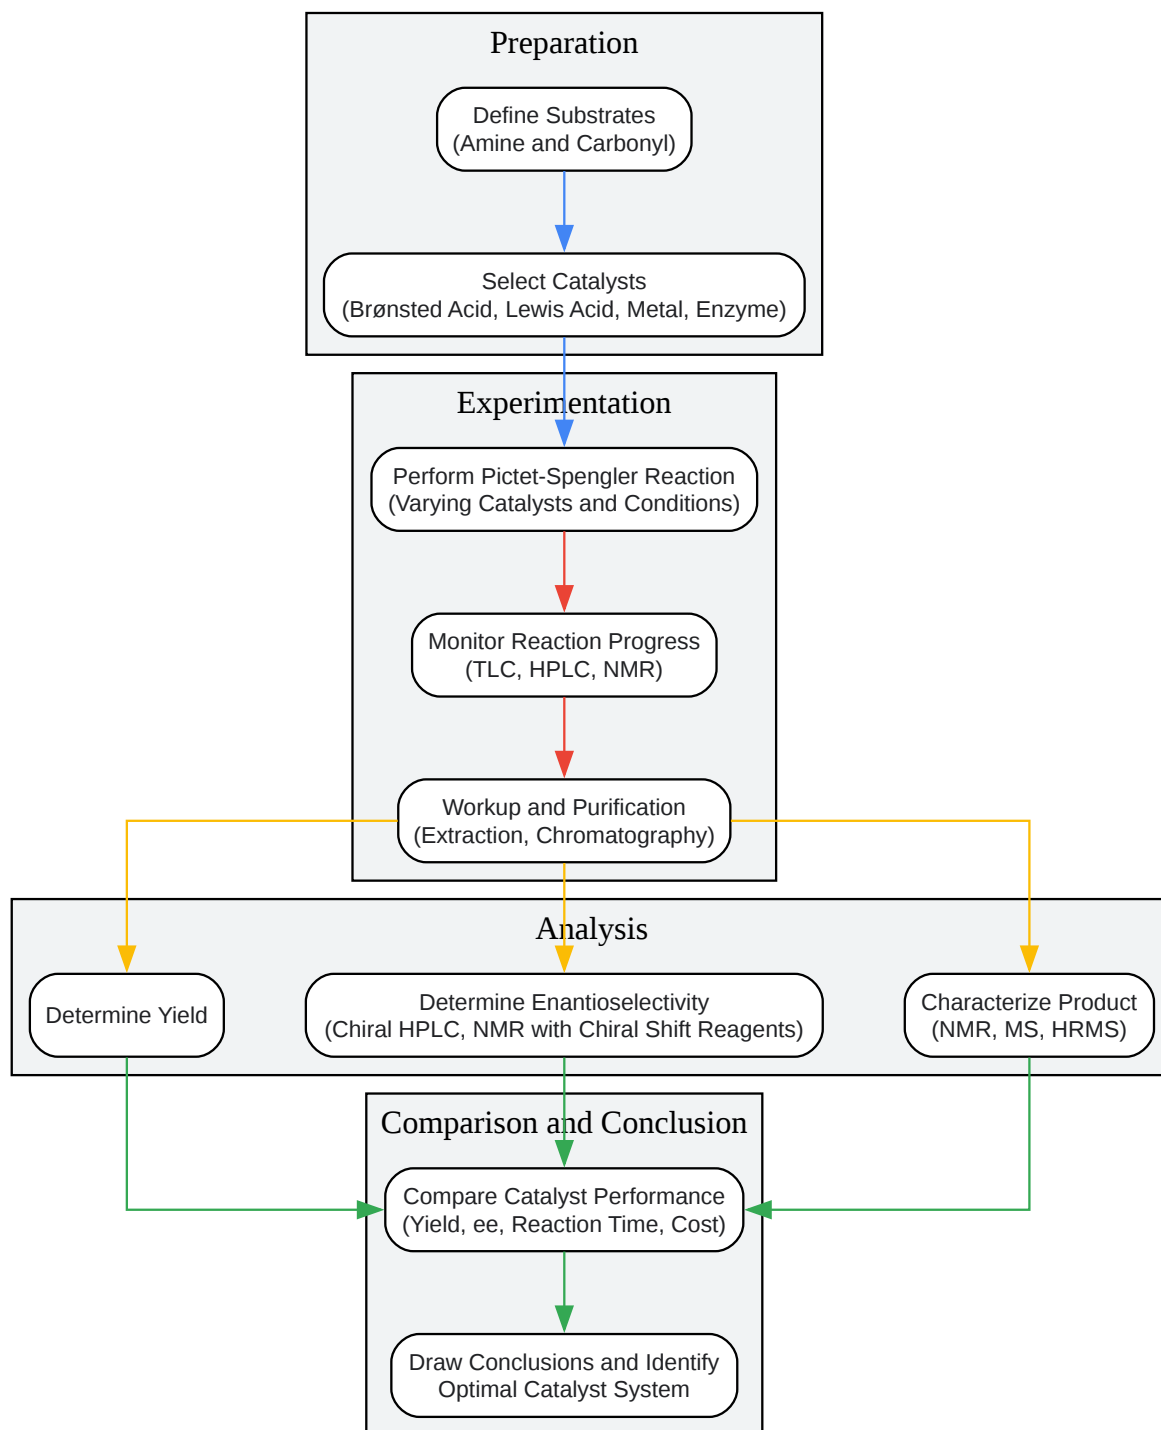 Preparation
Define Substrates
(Amine and Carbonyl)
Select Catalysts
(Brønsted Acid, Lewis Acid, Metal, Enzyme)
Experimentation
Perform Pictet-Spengler Reaction
(Varying Catalysts and Conditions)
Monitor Reaction Progress
(TLC, HPLC, NMR)
Workup and Purification
(Extraction, Chromatography)
Analysis
Determine Yield
Determine Enantioselectivity
(Chiral HPLC, NMR with Chiral Shift Reagents)
Characterize Product
(NMR, MS, HRMS)
Comparison and Conclusion
Compare Catalyst Performance
(Yield, ee, Reaction Time, Cost)
Draw Conclusions and Identify
Optimal Catalyst System